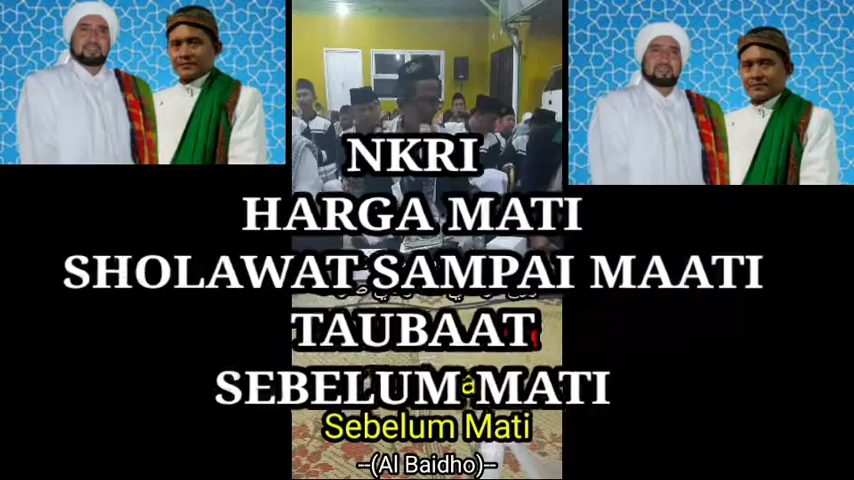 NKRI
HARGA MATI
SHOLAWAT SAMPAI MAATI
TAUBAAT
SEBELUM MATI
Sebelum Mati
--(Al Baidho)--